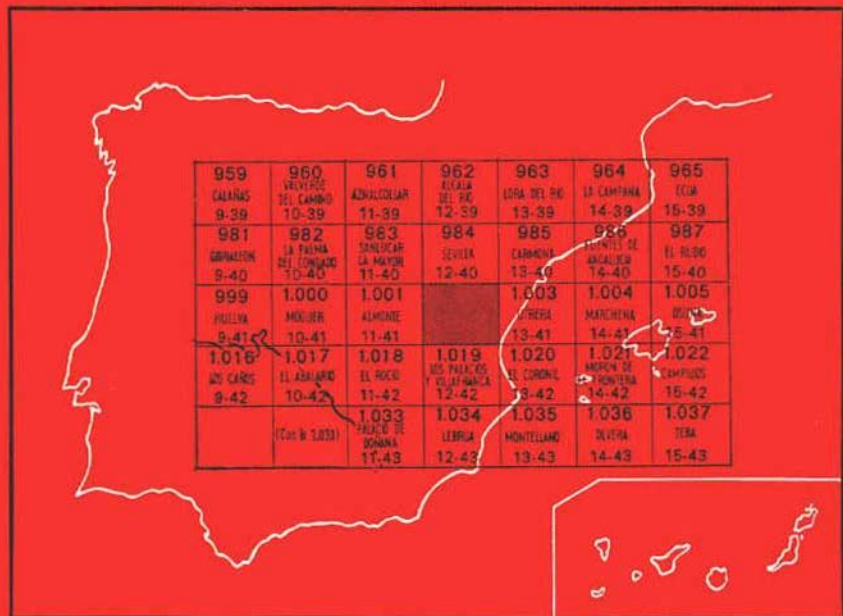 959 960 961 962 963 964 965
CALAÑAS VALVERDE DEL CAMINO AZNALCOLLAR ALCALA DEL RIO LORA DEL RIO LA CAMPANA ECIJA
9-39 10-39 11-39 12-39 13-39 14-39 15-39
981 982 983 984 985 986 987
GIBRALEON LA PALMA DEL CONDADO SANLUCAR LA MAYOR SEVILLA CARMONA FUENTES DE ANDALUCIA EL RUBIO
9-40 10-40 11-40 12-40 13-40 14-40 15-40
999 1.000 1.001 1.003 1.004 1.005
HUELVA MOGUER ALMONTE UTRERA MARCHENA OSUNA
9-41 10-41 11-41 13-41 14-41 15-41
1.016 1.017 1.018 1.019 1.020 1.021 1.022
LOS CAÑOS EL ABALARIO EL ROCIO LOS PALACIOS Y VILLAFRANCA EL CORONIL MORON DE FRONTERA CAMPILLOS
9-42 10-42 11-42 12-42 13-42 14-42 15-42
(Con la 1.033) 1.033 1.034 1.035 1.036 1.037
PALACIO DE DOÑANA LEBRIJA MONTELLANO OLVERA TEBA
11-43 12-43 13-43 14-43 15-43